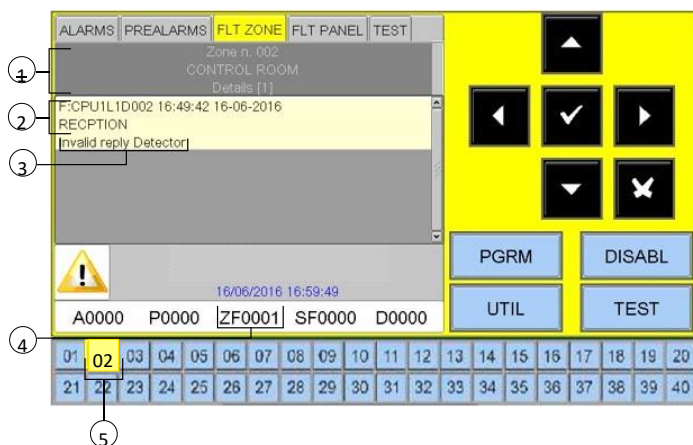 ALARMS PREALARMS FLT ZONE FLT PANEL TEST
Zone n. 002
CONTROL ROOM
Details [1]
F:CPU1L1D002 16:49:42 16-06-2016
RECPTION
Invalid reply Detector
16/06/2016 16:59:49
A0000 P0000 ZF0001 SF0000 D0000
PGRM DISABL
UTIL TEST
01 02 03 04 05 06 07 08 09 10 11 12 13 14 15 16 17 18 19 20
21 22 23 24 25 26 27 28 29 30 31 32 33 34 35 36 37 38 39 40
1
2
3
4
5